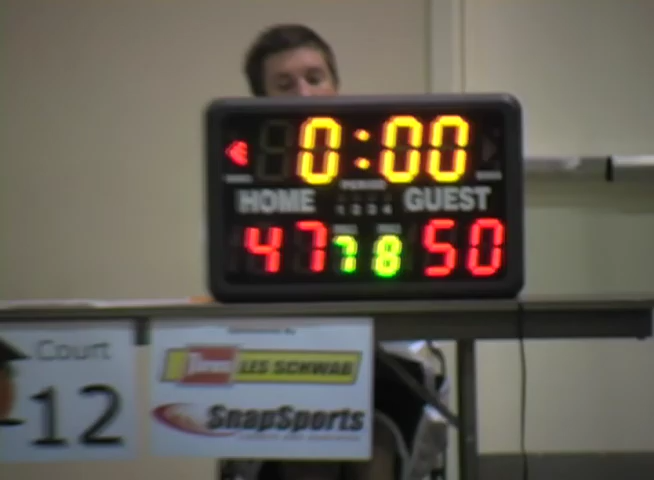 0:00
HOME PERIOD GUEST
1 2 3 4
47 7 8 50
Court
12
LES SCHWAB
SnapSports